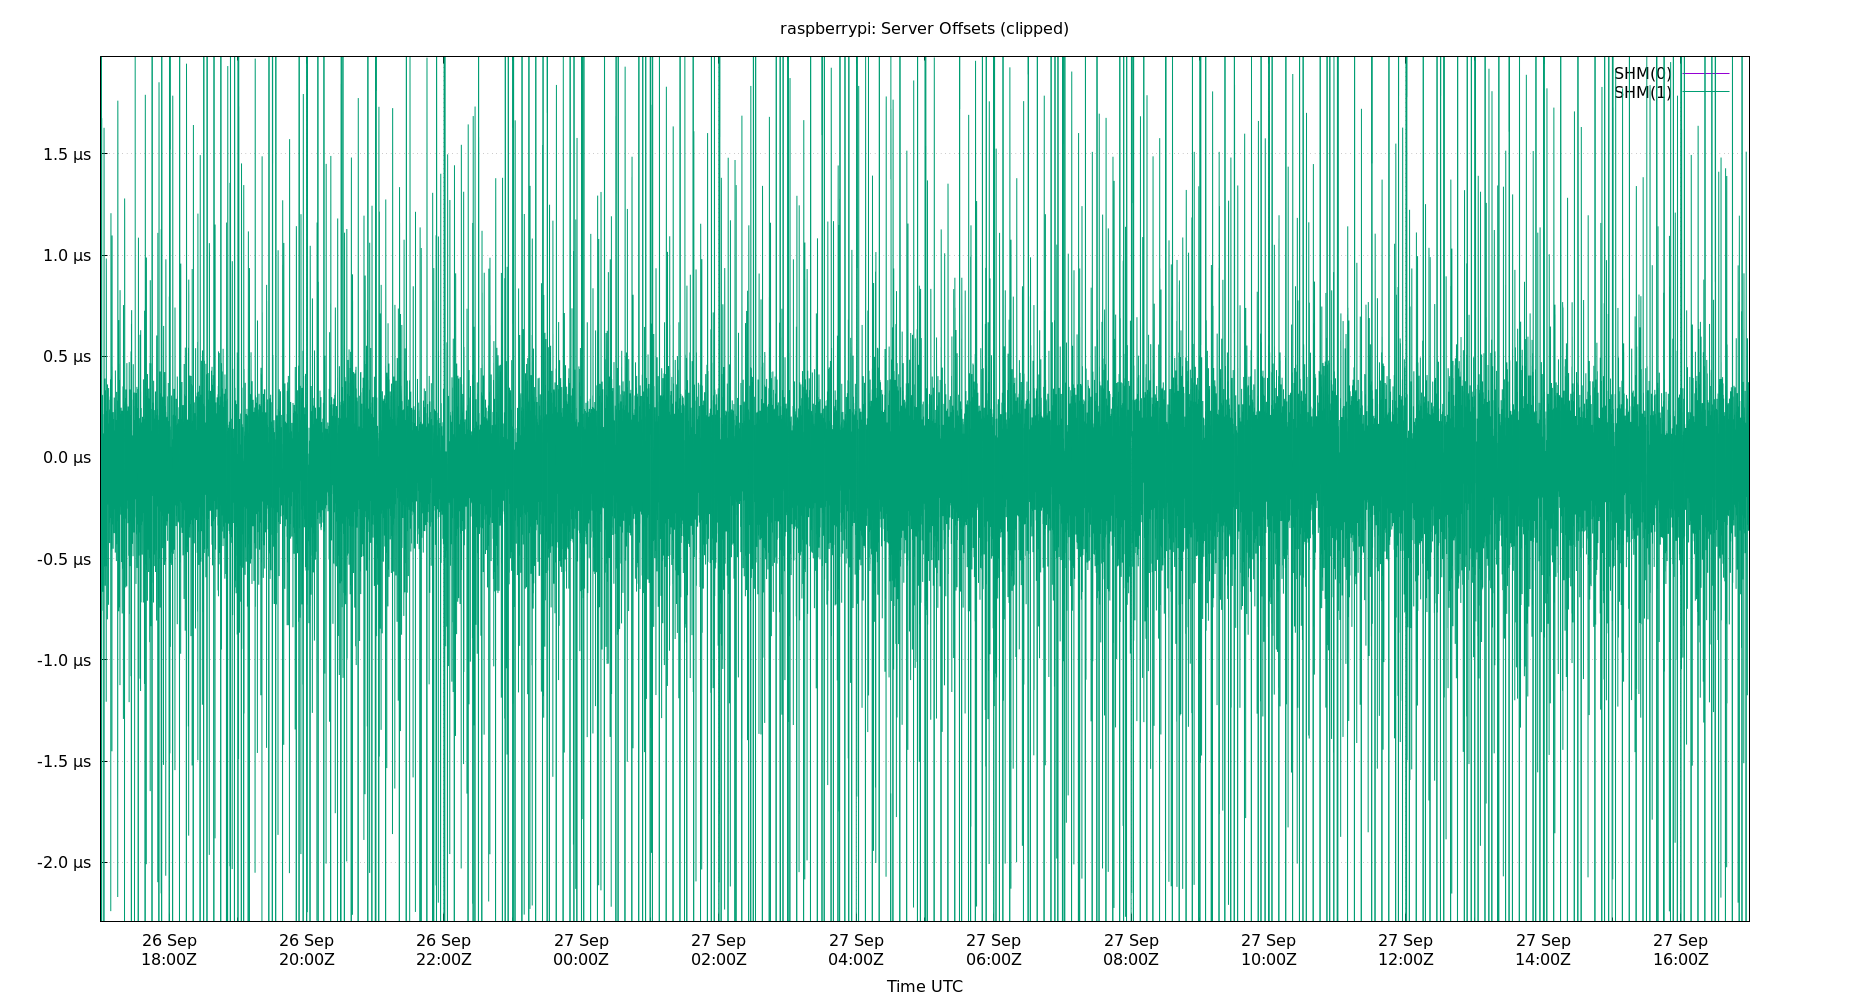 raspberrypi: Server Offsets (clipped)
SHM(0)
SHM(1)
1.5 µs
1.0 µs
0.5 µs
0.0 µs
-0.5 µs
-1.0 µs
-1.5 µs
-2.0 µs
26 Sep 26 Sep 26 Sep 27 Sep 27 Sep 27 Sep 27 Sep 27 Sep 27 Sep 27 Sep 27 Sep 27 Sep
18:00Z 20:00Z 22:00Z 00:00Z 02:00Z 04:00Z 06:00Z 08:00Z 10:00Z 12:00Z 14:00Z 16:00Z
Time UTC